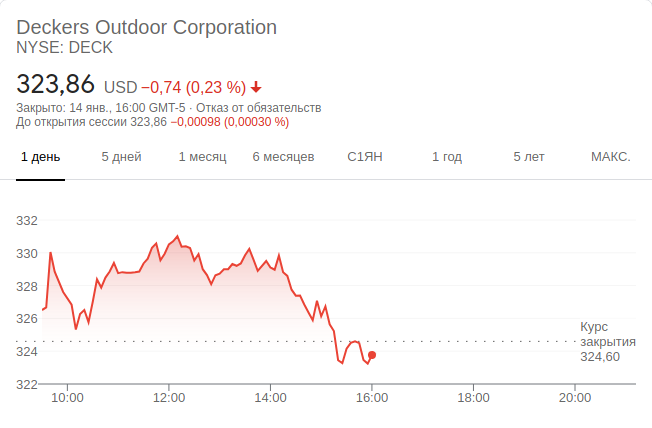 Deckers Outdoor Corporation
NYSE: DECK
323,86 USD −0,74 (0,23 %)
Закрыто: 14 янв., 16:00 GMT-5 · Отказ от обязательств
До открытия сессии 323,86 −0,00098 (0,00030 %)
1 день 5 дней 1 месяц 6 месяцев С1ЯН 1 год 5 лет МАКС.
332
330
328
326
324
322
Курс
закрытия
324,60
10:00 12:00 14:00 16:00 18:00 20:00